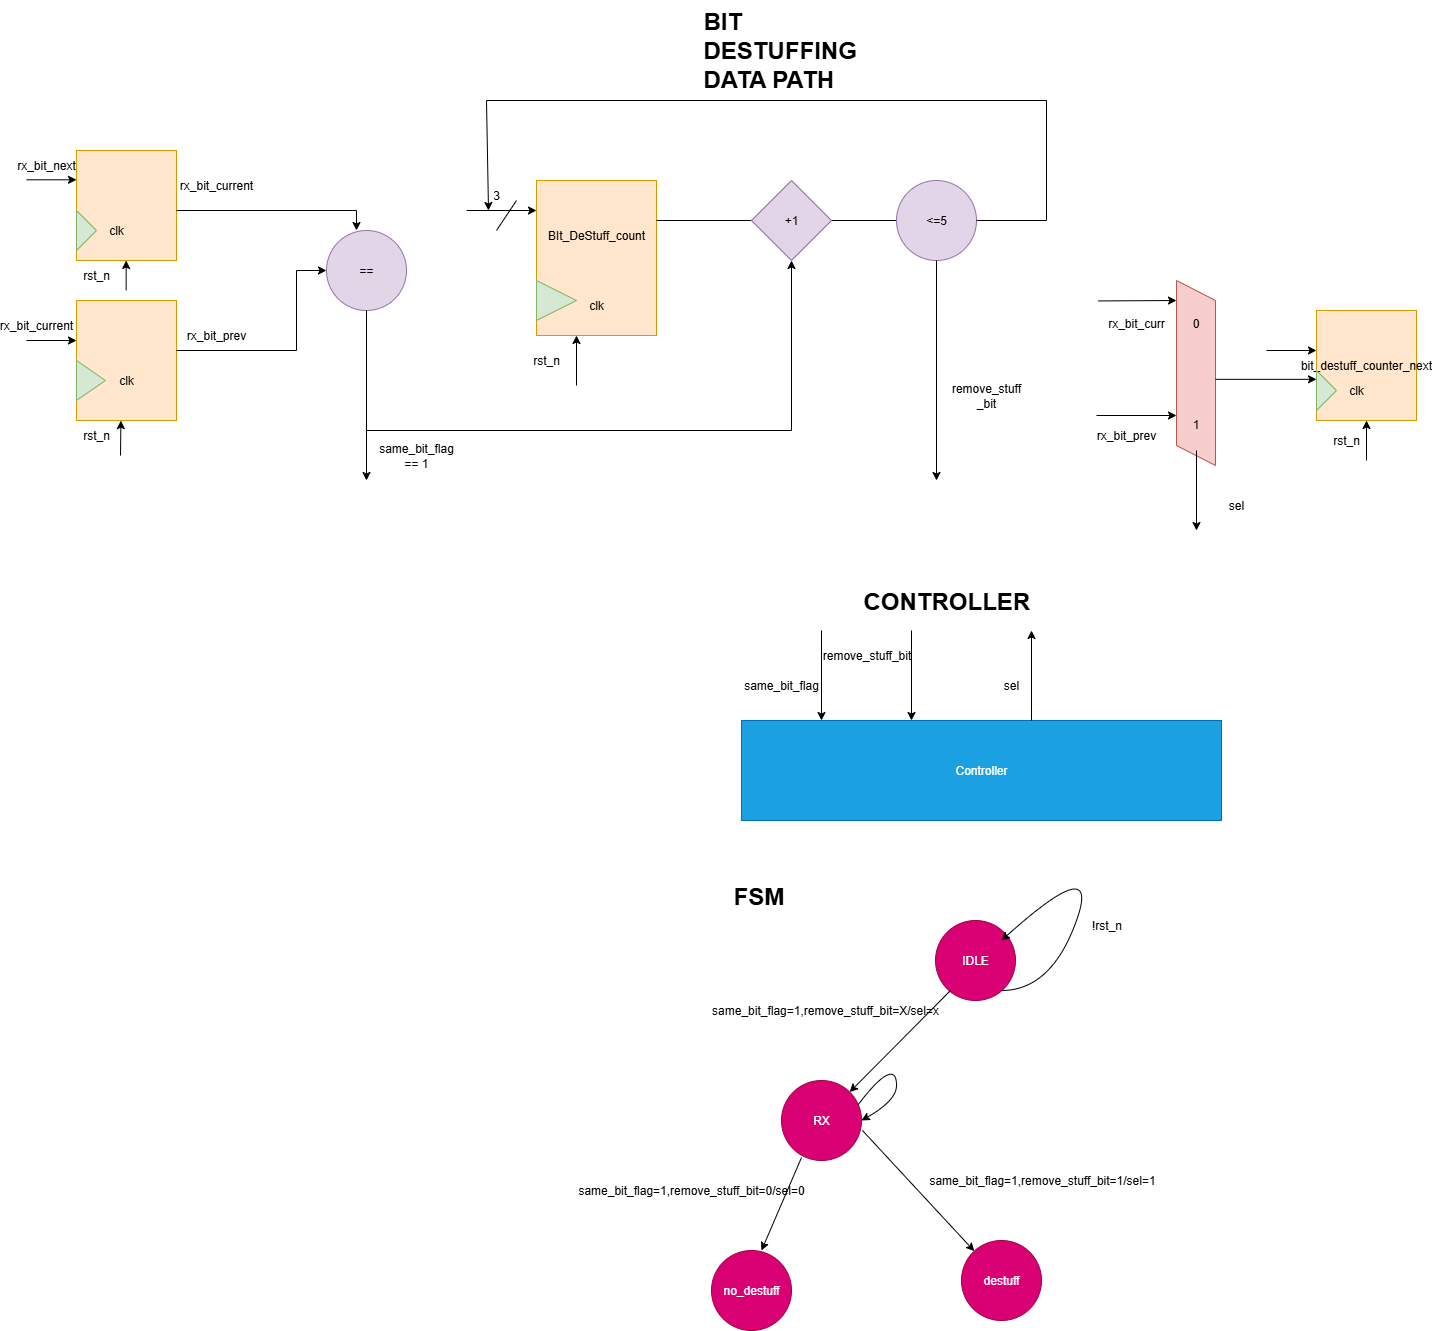 BIT
DESTUFFING
DATA PATH
rx_bit_next
rx_bit_current
clk
rst_n
==
rx_bit_current
rx_bit_prev
clk
rst_n
same_bit_flag
== 1
3
BIt_DeStuff_count
clk
rst_n
+1
<=5
remove_stuff
_bit
rx_bit_curr
0
rx_bit_prev
1
sel
bit_destuff_counter_next
clk
rst_n
CONTROLLER
remove_stuff_bit
same_bit_flag
sel
Controller
FSM
IDLE
!rst_n
same_bit_flag=1,remove_stuff_bit=X/sel=x
RX
same_bit_flag=1,remove_stuff_bit=0/sel=0
same_bit_flag=1,remove_stuff_bit=1/sel=1
no_destuff
destuff